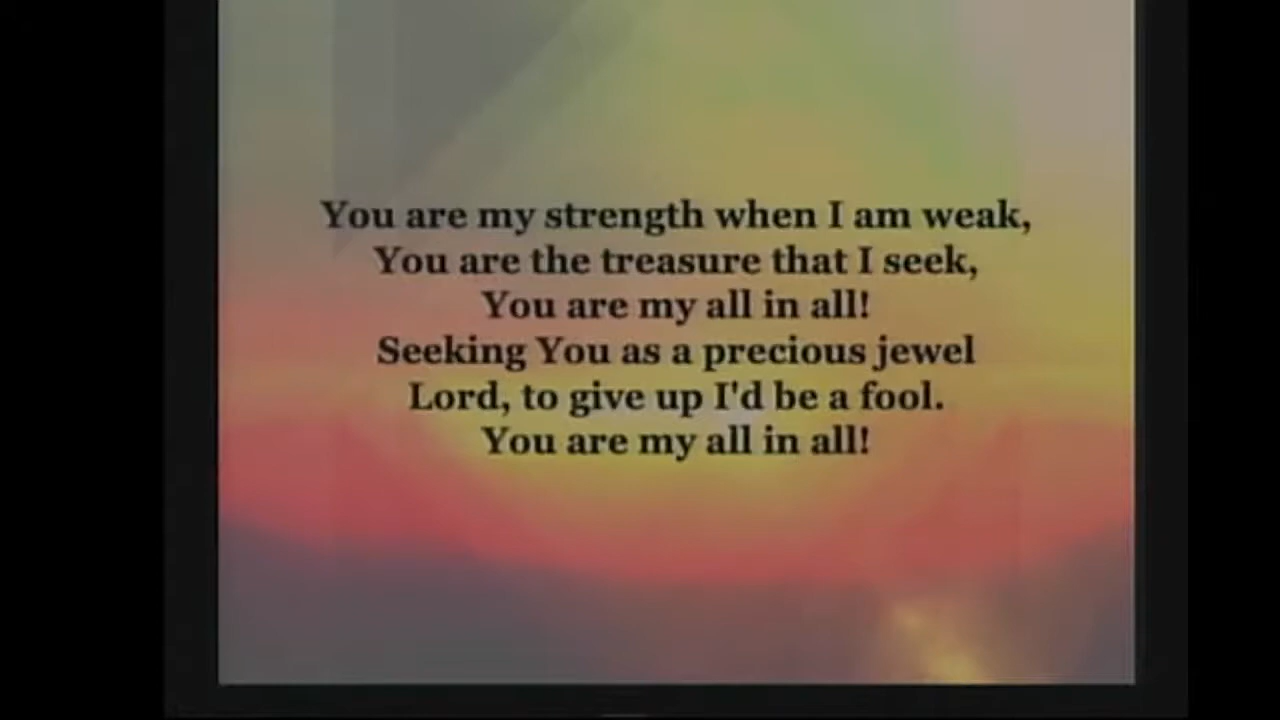 You are my strength when I am weak,
You are the treasure that I seek,
You are my all in all!
Seeking You as a precious jewel
Lord, to give up I'd be a fool.
You are my all in all!